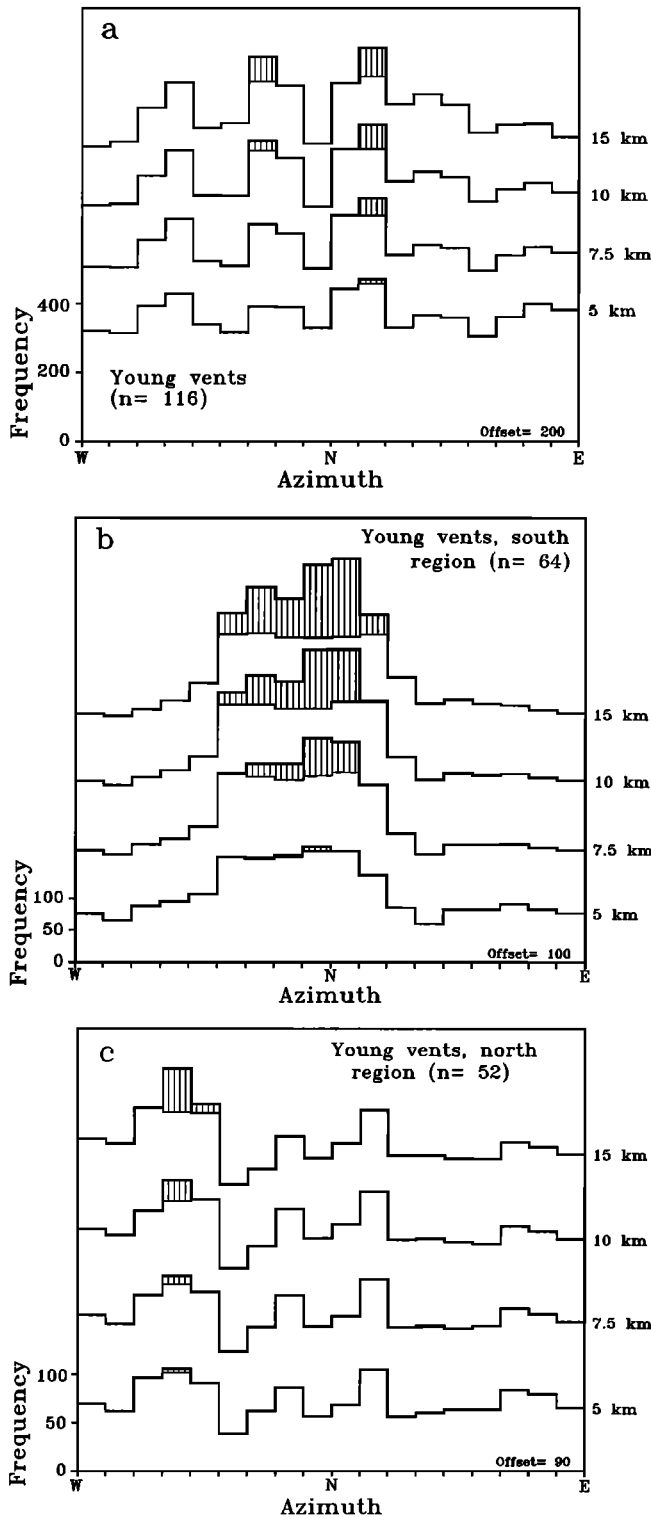 a
15 km
10 km
7.5 km
400
5 km
Frequency
200
Young vents
(n= 116)
0
Offset= 200
W
N
E
Azimuth
b
Young vents, south
region (n= 64)
15 km
10 km
7.5 km
100
5 km
Frequency
50
0
Offset= 100
W
N
E
Azimuth
c
Young vents, north
region (n= 52)
15 km
10 km
7.5 km
100
5 km
Frequency
50
0
Offset= 90
W
N
E
Azimuth